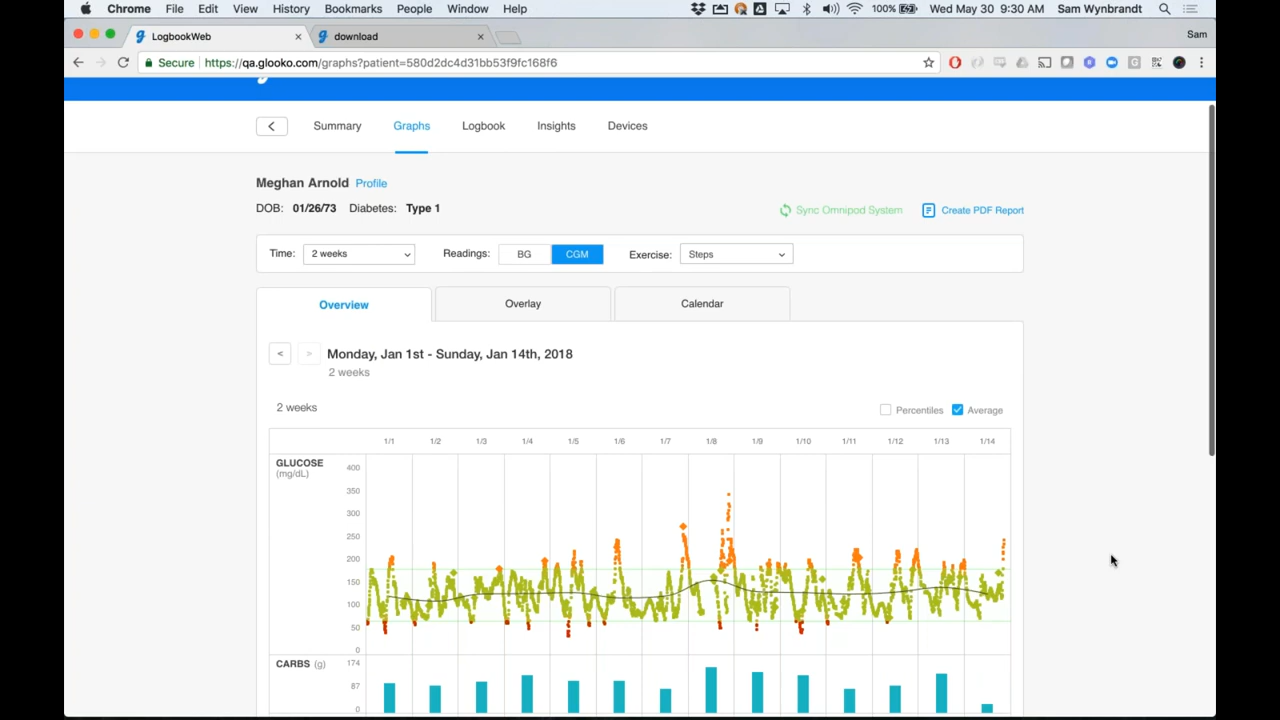 Chrome File Edit View History Bookmarks People Window Help 100% Wed May 30 9:30 AM Sam Wynbrandt
LogbookWeb download Sam
Secure https://qa.glooko.com/graphs?patient=580d2dc4d31bb53f9fc168f6
< Summary Graphs Logbook Insights Devices
Meghan Arnold Profile
DOB: 01/26/73 Diabetes: Type 1 Sync Omnipod System Create PDF Report
Time: 2 weeks Readings: BG CGM Exercise: Steps
Overview Overlay Calendar
< > Monday, Jan 1st - Sunday, Jan 14th, 2018
2 weeks
2 weeks Percentiles Average
1/1 1/2 1/3 1/4 1/5 1/6 1/7 1/8 1/9 1/10 1/11 1/12 1/13 1/14
GLUCOSE 400
(mg/dL)
350
300
250
200
150
100
50
0
CARBS (g) 174
87
0